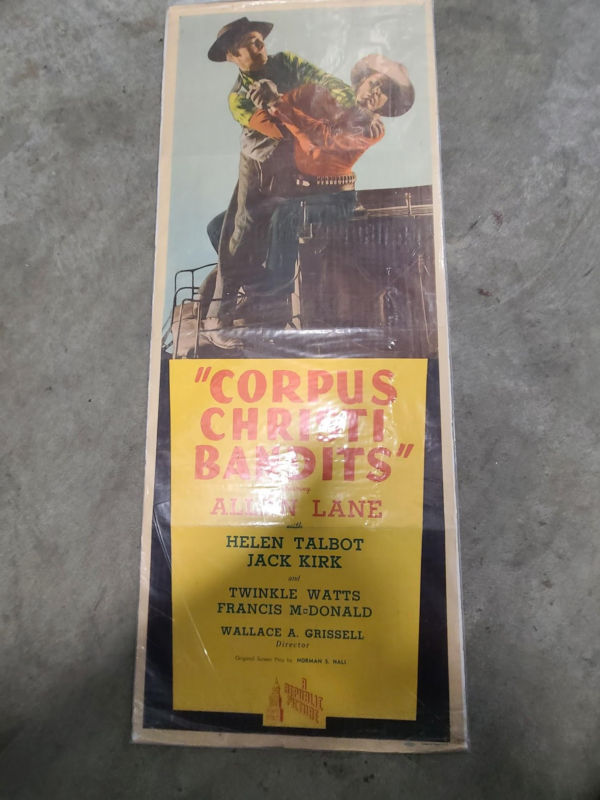 "CORPUS
CHRISTI
BANDITS"
ALLAN LANE
with
HELEN TALBOT
JACK KIRK
and
TWINKLE WATTS
FRANCIS McDONALD
WALLACE A. GRISSELL
Director
Original Screen Play by NORMAN S. HALL
A
REPUBLIC
PICTURE